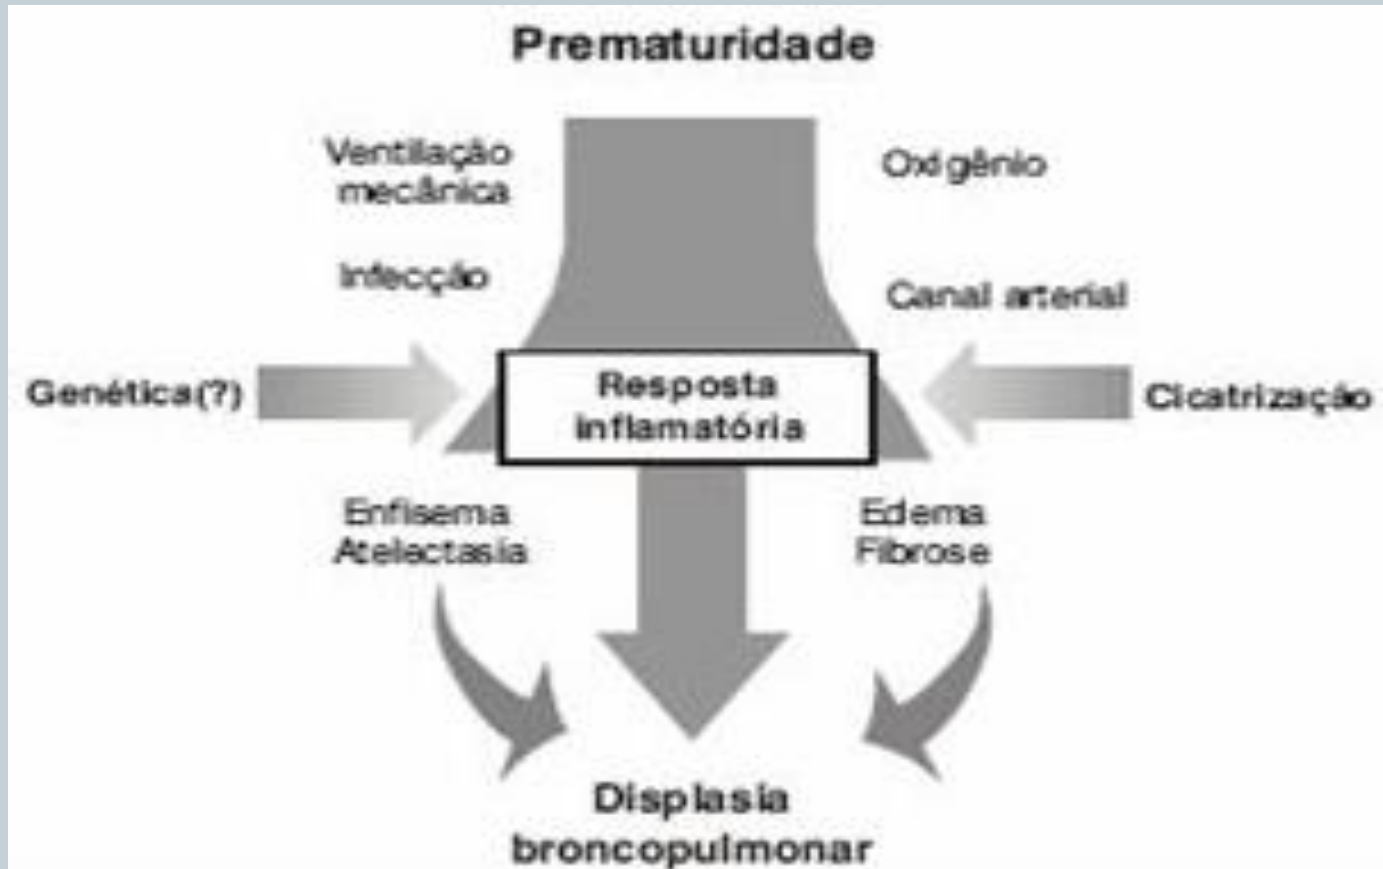 Prematuridade
Ventilação
mecânica
Oxigênio
Infecção
Canal arterial
Genética(?)
Resposta
inflamatória
Cicatrização
Enfisema
Atelectasia
Edema
Fibrose
Displasia
broncopulmonar